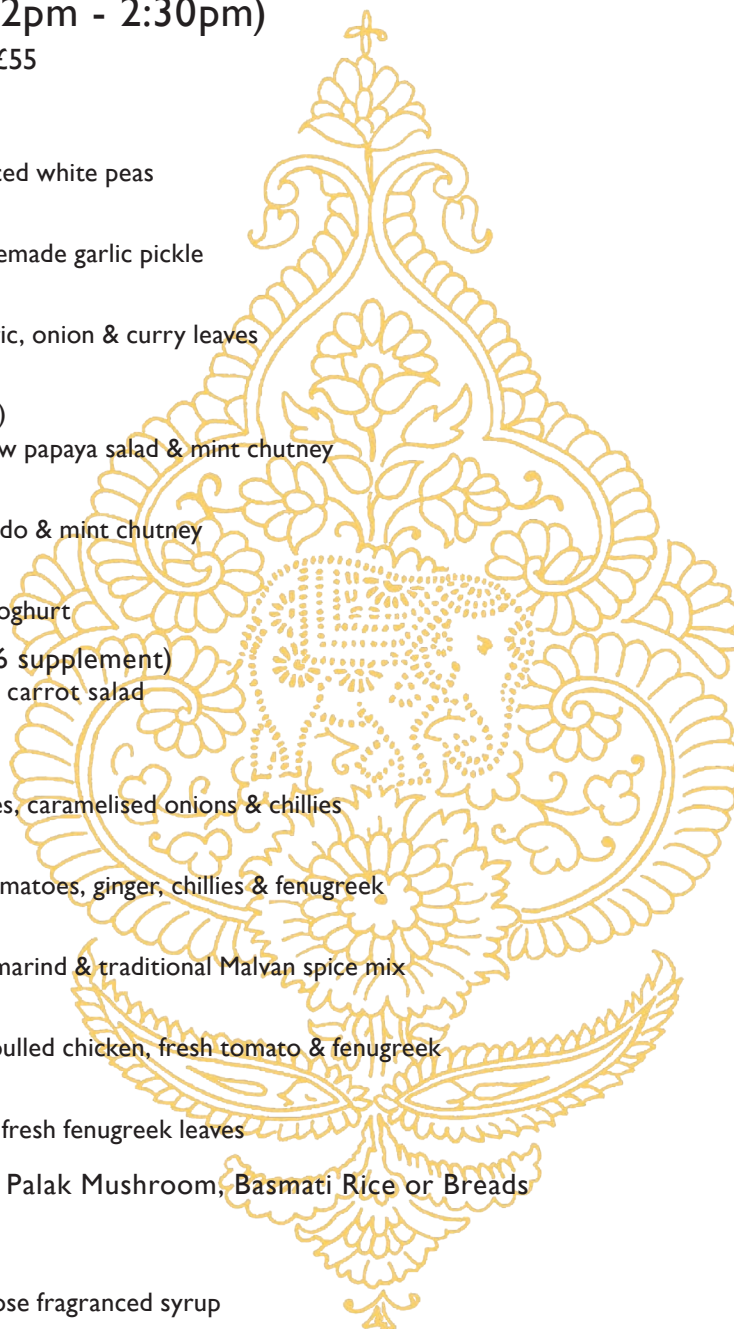 2pm - 2:30pm)
£55
ed white peas
emade garlic pickle
ic, onion & curry leaves
)
w papaya salad & mint chutney
do & mint chutney
oghurt
6 supplement)
carrot salad
es, caramelised onions & chillies
matoes, ginger, chillies & fenugreek
marind & traditional Malvan spice mix
pulled chicken, fresh tomato & fenugreek
fresh fenugreek leaves
Palak Mushroom, Basmati Rice or Breads
ose fragranced syrup